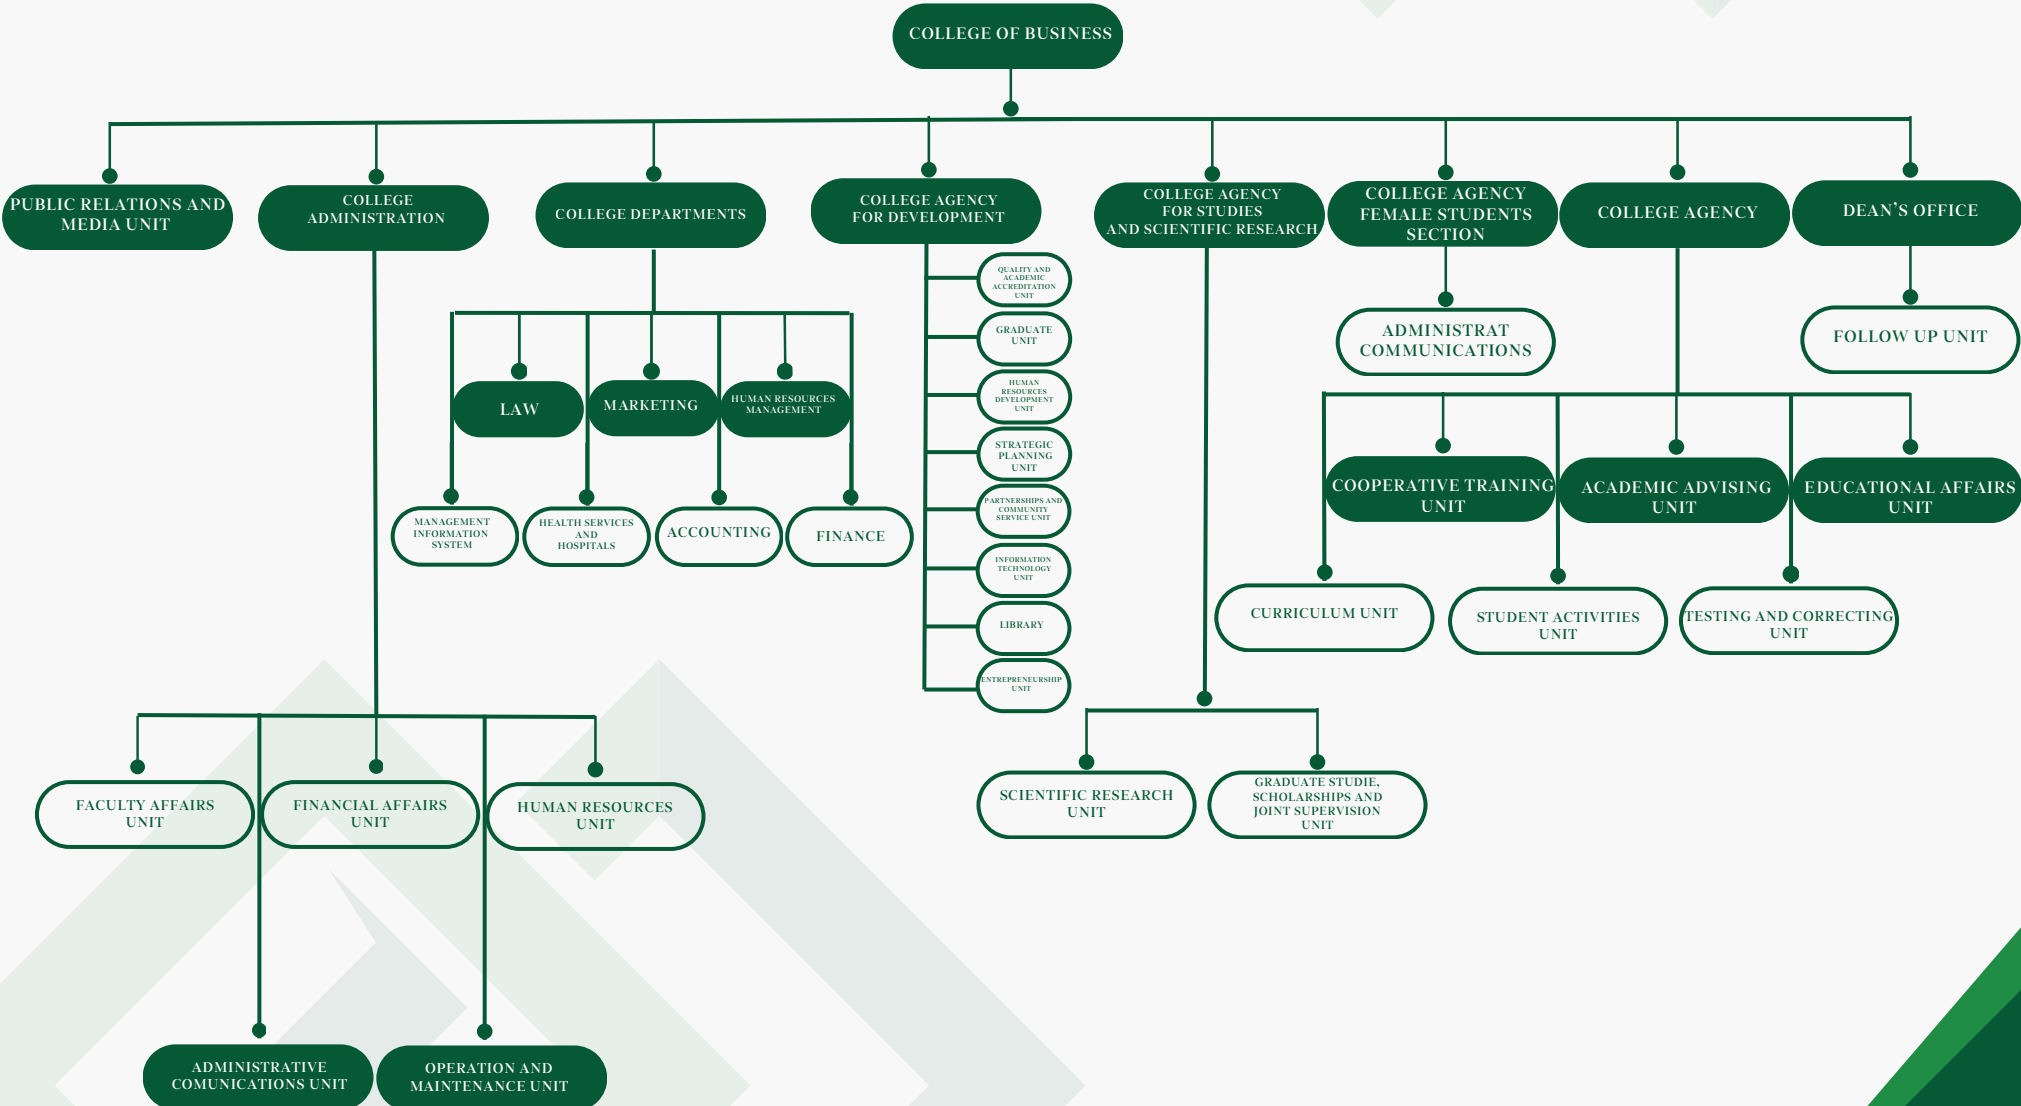 COLLEGE OF BUSINESS
PUBLIC RELATIONS AND
MEDIA UNIT
COLLEGE
ADMINISTRATION
COLLEGE DEPARTMENTS
COLLEGE AGENCY
FOR DEVELOPMENT
COLLEGE AGENCY
FOR STUDIES
AND SCIENTIFIC RESEARCH
COLLEGE AGENCY
FEMALE STUDENTS
SECTION
COLLEGE AGENCY
DEAN'S OFFICE
QUALITY AND
ACADEMIC
ACCREDITATION
UNIT
GRADUATE
UNIT
HUMAN
RESOURCES
DEVELOPMENT
UNIT
STRATEGIC
PLANNING
UNIT
PARTNERSHIPS AND
COMMUNITY
SERVICE UNIT
INFORMATION
TECHNOLOGY
UNIT
LIBRARY
ENTREPRENEURSHIP
UNIT
ADMINISTRAT
COMMUNICATIONS
FOLLOW UP UNIT
LAW
MARKETING
HUMAN RESOURCES
MANAGEMENT
MANAGEMENT
INFORMATION
SYSTEM
HEALTH SERVICES
AND
HOSPITALS
ACCOUNTING
FINANCE
COOPERATIVE TRAINING
UNIT
ACADEMIC ADVISING
UNIT
EDUCATIONAL AFFAIRS
UNIT
CURRICULUM UNIT
STUDENT ACTIVITIES
UNIT
TESTING AND CORRECTING
UNIT
FACULTY AFFAIRS
UNIT
FINANCIAL AFFAIRS
UNIT
HUMAN RESOURCES
UNIT
SCIENTIFIC RESEARCH
UNIT
GRADUATE STUDIE,
SCHOLARSHIPS AND
JOINT SUPERVISION
UNIT
ADMINISTRATIVE
COMUNICATIONS UNIT
OPERATION AND
MAINTENANCE UNIT